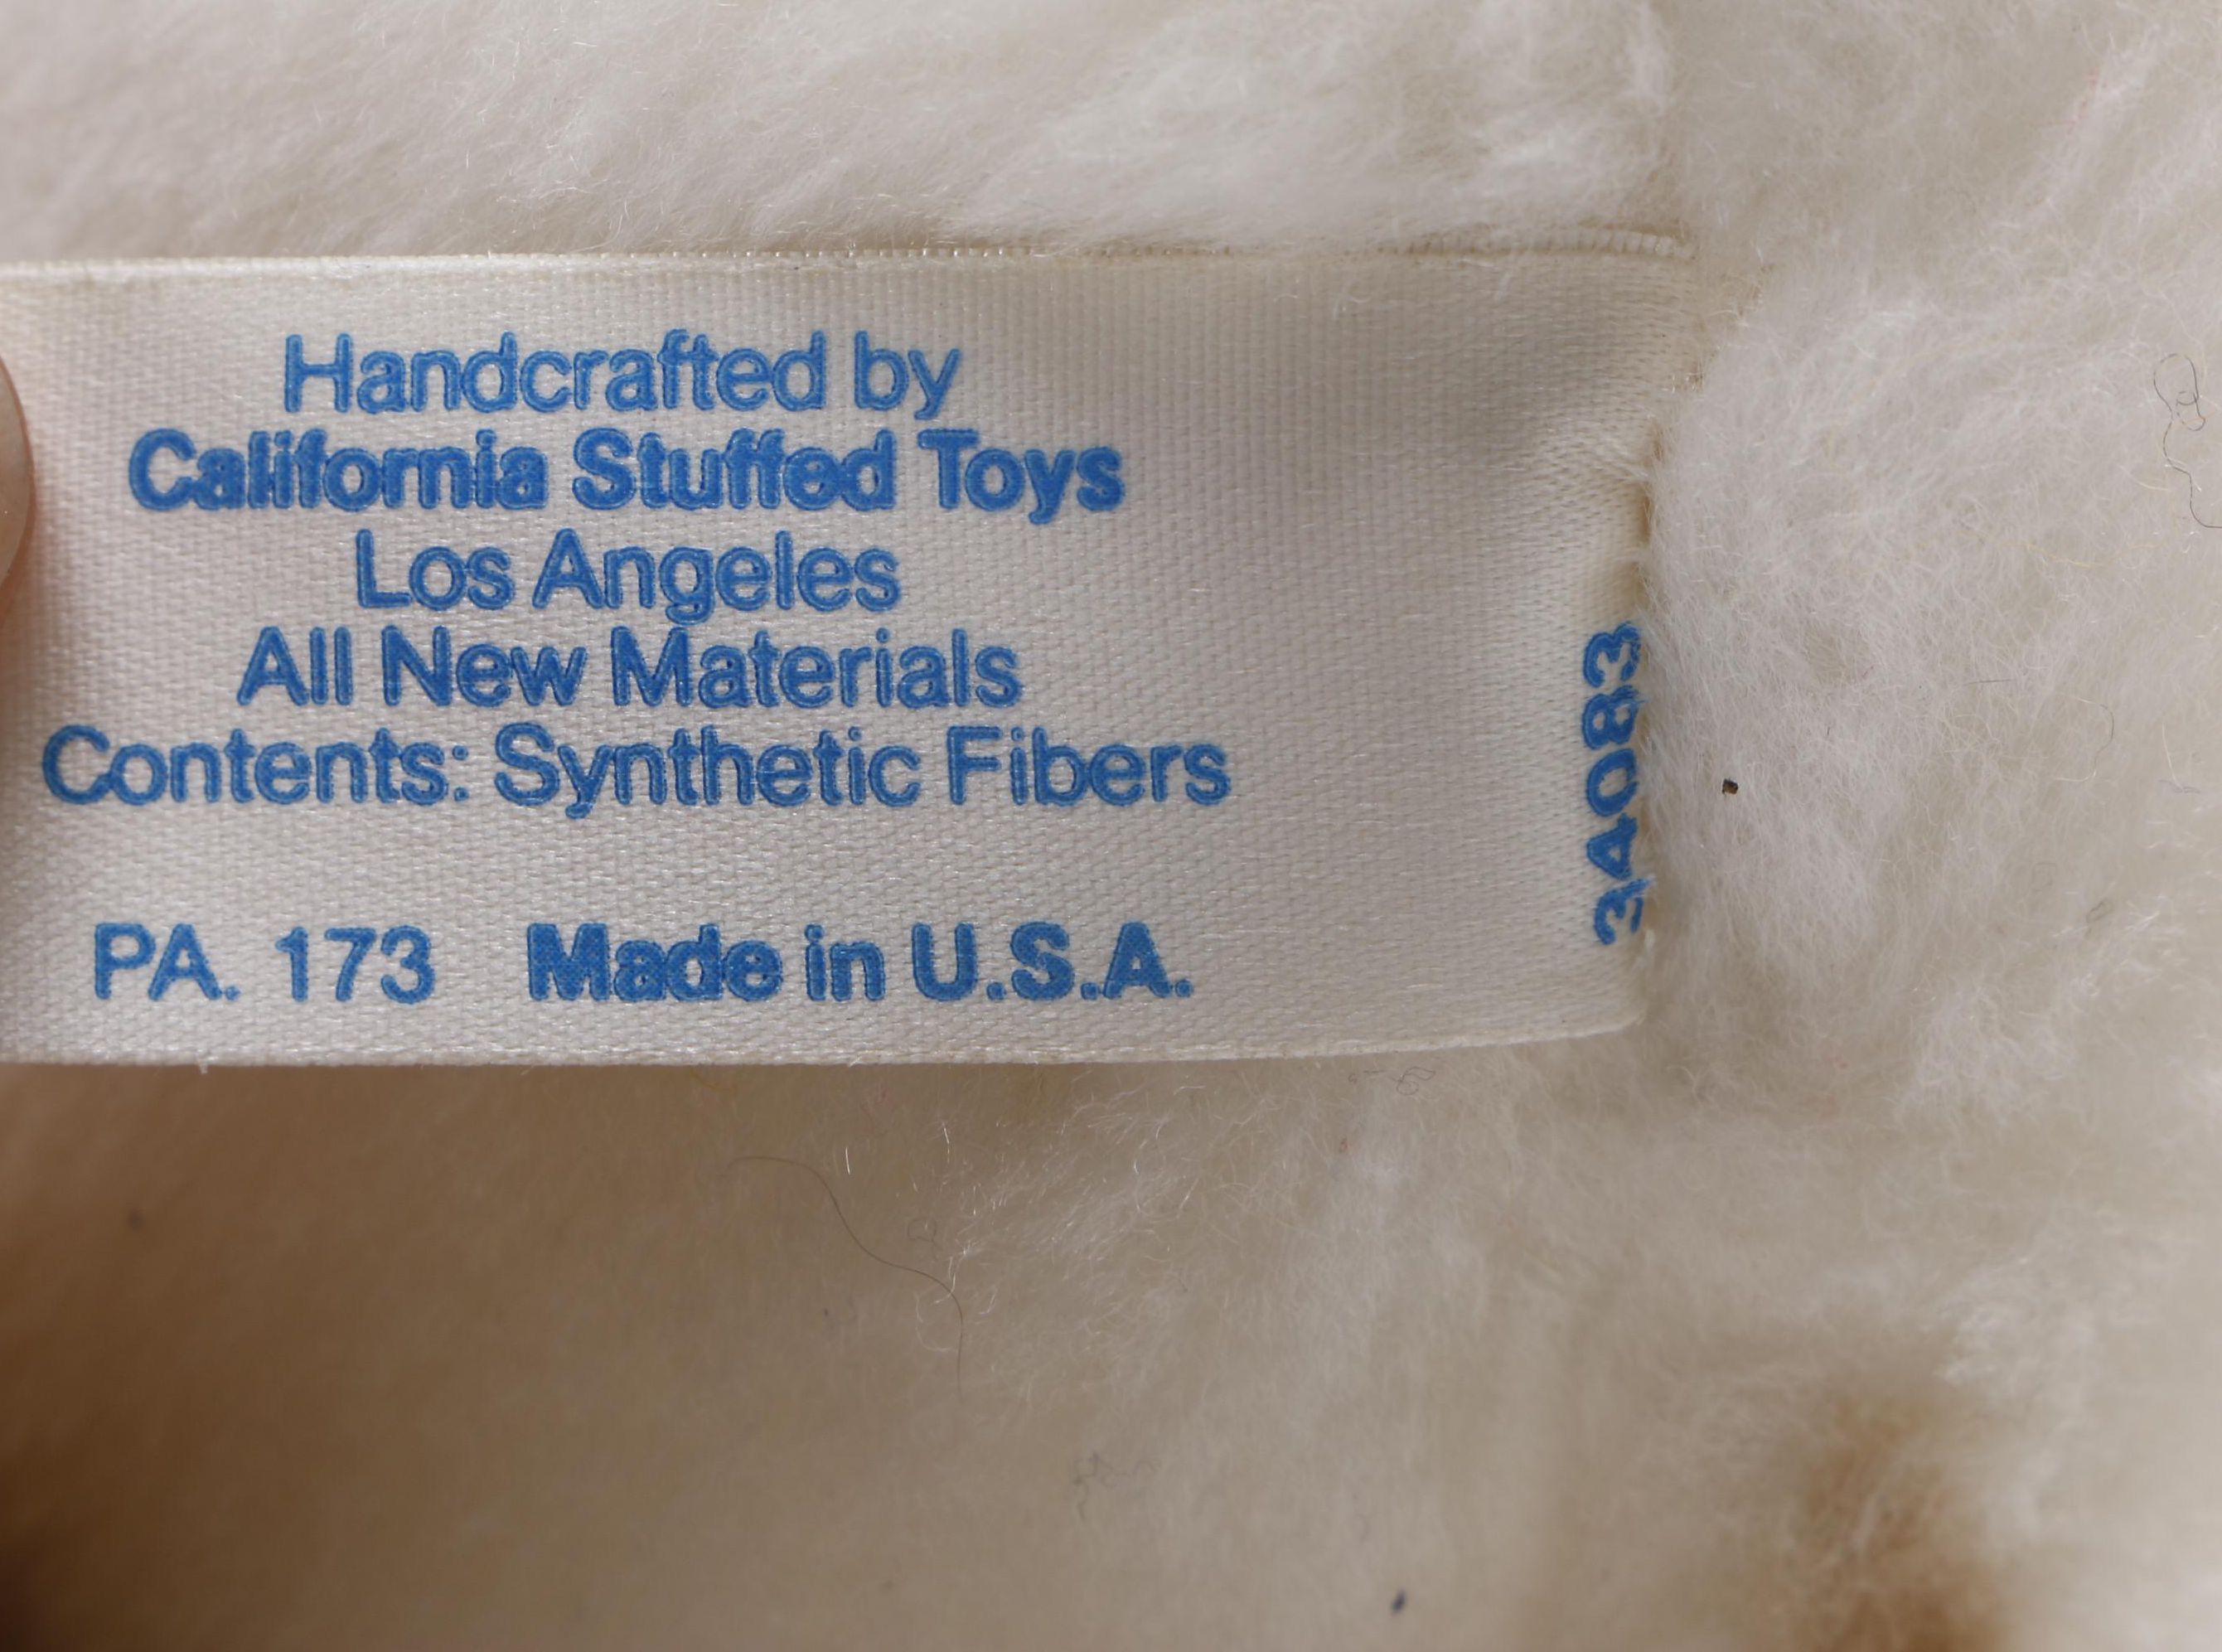 Handcrafted by
California Stuffed Toys
Los Angeles
All New Materials
Contents: Synthetic Fibers
PA. 173 Made in U.S.A.
34083